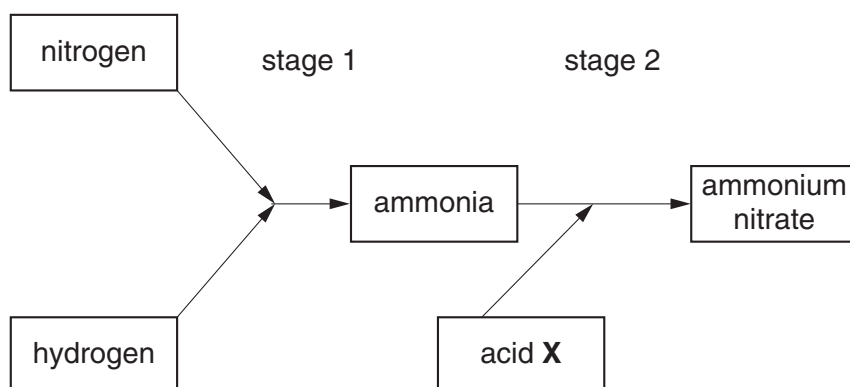 nitrogen
stage 1
stage 2
ammonia
ammonium
nitrate
hydrogen
acid X